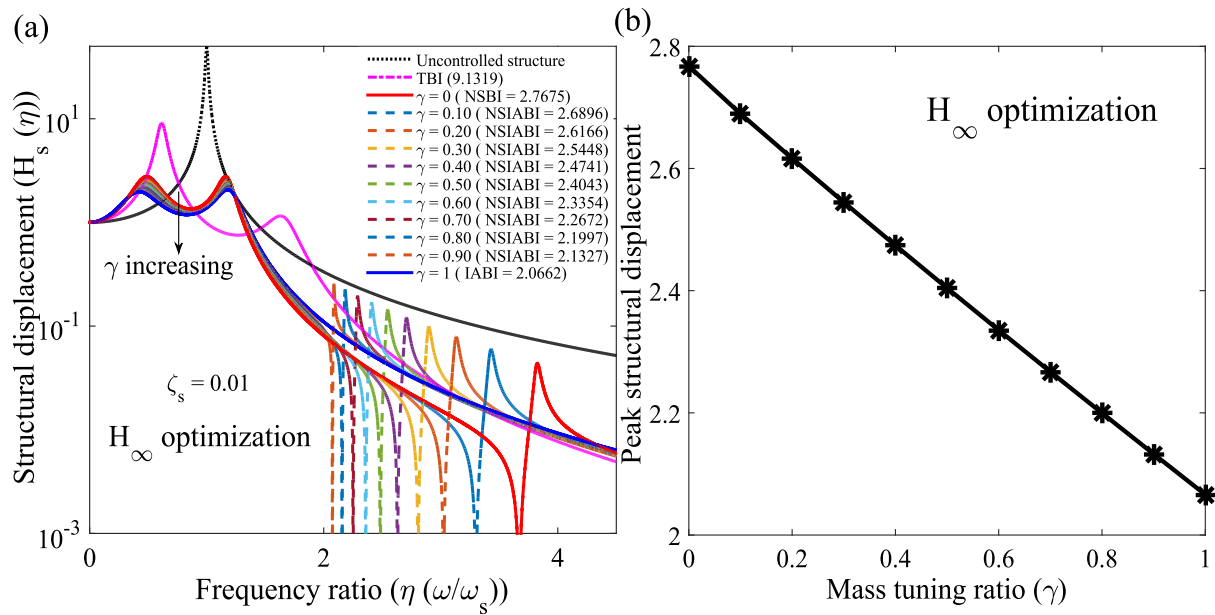 (a)
Structural displacement (H_s (η))
10^1
10^-1
10^-3
Uncontrolled structure
TBI (9.1319)
γ = 0 ( NSBI = 2.7675)
γ = 0.10 (NSIABI = 2.6896)
γ = 0.20 (NSIABI = 2.6166)
γ = 0.30 (NSIABI = 2.5448)
γ = 0.40 (NSIABI = 2.4741)
γ = 0.50 (NSIABI = 2.4043)
γ = 0.60 ( NSIABI = 2.3354)
γ = 0.70 ( NSIABI = 2.2672)
γ = 0.80 ( NSIABI = 2.1997)
γ = 0.90 (NSIABI = 2.1327)
γ = 1 ( IABI = 2.0662)
γ increasing
ζ_s = 0.01
H_∞ optimization
0
2
4
Frequency ratio (η (ω/ω_s))
(b)
Peak structural displacement
2.8
2.6
2.4
2.2
2
H_∞ optimization
0
0.2
0.4
0.6
0.8
1
Mass tuning ratio (γ)